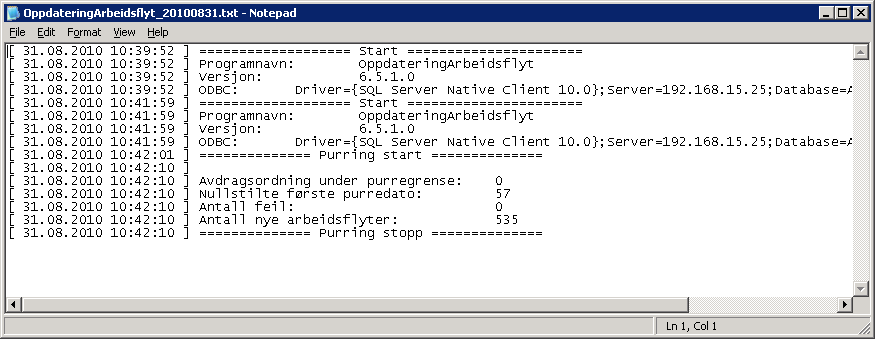 OppdateringArbeidsflyt_20100831.txt - Notepad
File Edit Format View Help
[ 31.08.2010 10:39:52 ] =================== Start ======================
[ 31.08.2010 10:39:52 ] Programnavn: OppdateringArbeidsflyt
[ 31.08.2010 10:39:52 ] Versjon: 6.5.1.0
[ 31.08.2010 10:39:52 ] ODBC: Driver={SQL Server Native Client 10.0};Server=192.168.15.25;Database=A
[ 31.08.2010 10:41:59 ] =================== Start ======================
[ 31.08.2010 10:41:59 ] Programnavn: OppdateringArbeidsflyt
[ 31.08.2010 10:41:59 ] Versjon: 6.5.1.0
[ 31.08.2010 10:41:59 ] ODBC: Driver={SQL Server Native Client 10.0};Server=192.168.15.25;Database=A
[ 31.08.2010 10:42:01 ] ============== Purring start ==============
[ 31.08.2010 10:42:10 ]
[ 31.08.2010 10:42:10 ] Avdragsordning under purregrense: 0
[ 31.08.2010 10:42:10 ] Nullstilte første purredato: 57
[ 31.08.2010 10:42:10 ] Antall feil: 0
[ 31.08.2010 10:42:10 ] Antall nye arbeidsflyter: 535
[ 31.08.2010 10:42:10 ] ============== Purring stopp ==============
Ln 1, Col 1